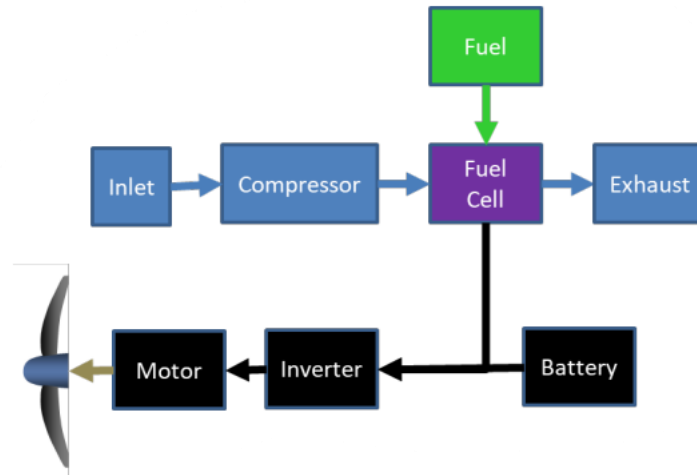 Fuel
Inlet
Compressor
Fuel
Cell
Exhaust
Motor
Inverter
Battery